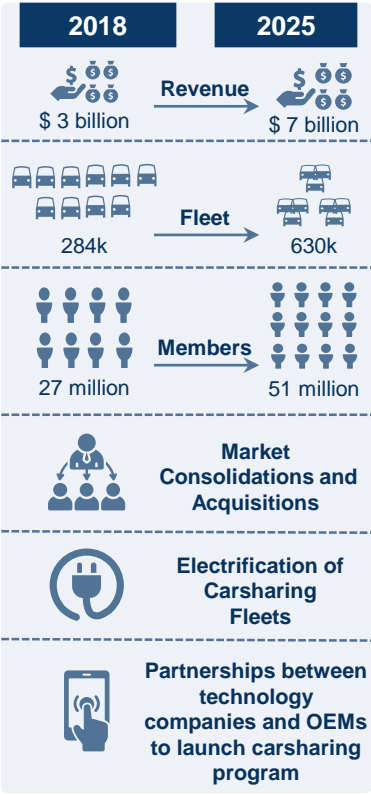 2018 2025
Revenue
$ 3 billion $ 7 billion
Fleet
284k 630k
Members
27 million 51 million
Market
Consolidations and
Acquisitions
Electrification of
Carsharing
Fleets
Partnerships between
technology
companies and OEMs
to launch carsharing
program